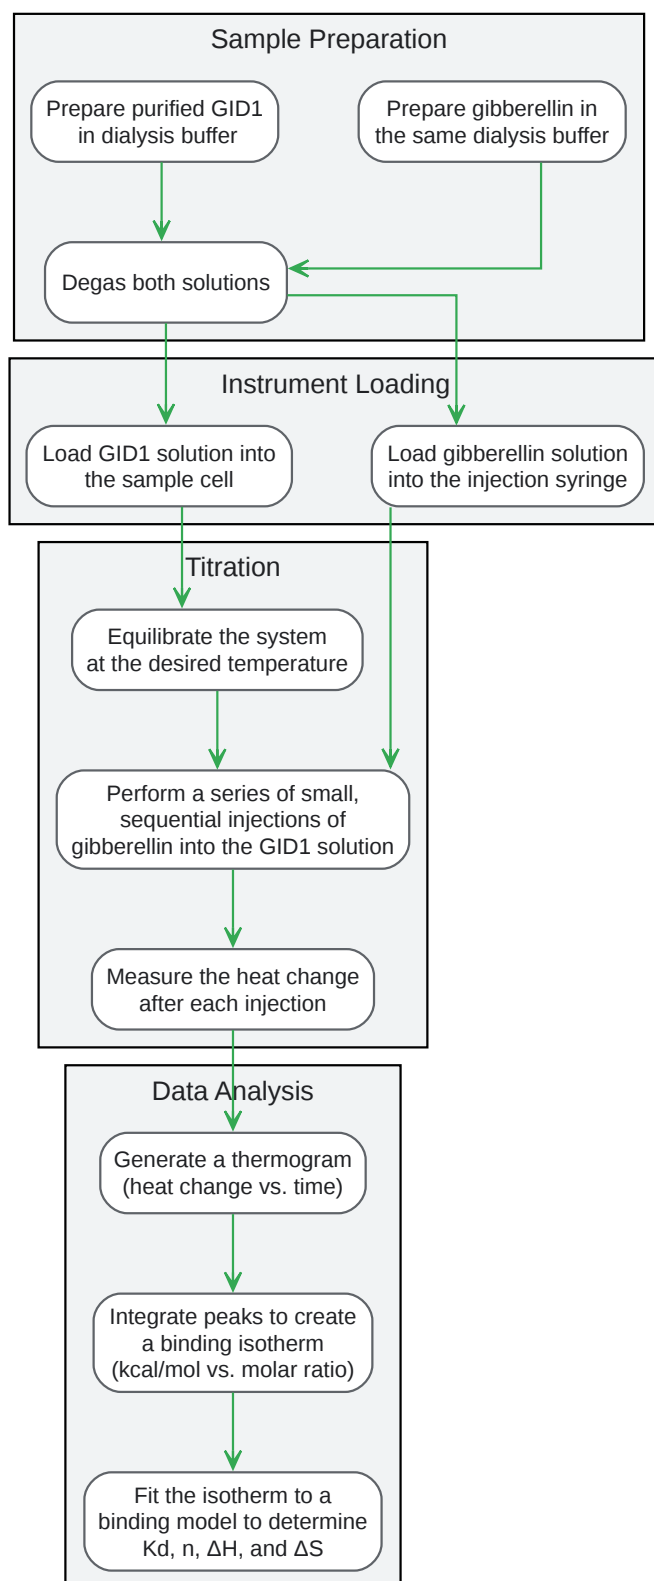 Sample Preparation
Prepare purified GID1
in dialysis buffer
Prepare gibberellin in
the same dialysis buffer
Degas both solutions
Instrument Loading
Load GID1 solution into
the sample cell
Load gibberellin solution
into the injection syringe
Titration
Equilibrate the system
at the desired temperature
Perform a series of small,
sequential injections of
gibberellin into the GID1 solution
Measure the heat change
after each injection
Data Analysis
Generate a thermogram
(heat change vs. time)
Integrate peaks to create
a binding isotherm
(kcal/mol vs. molar ratio)
Fit the isotherm to a
binding model to determine
Kd, n, ΔH, and ΔS